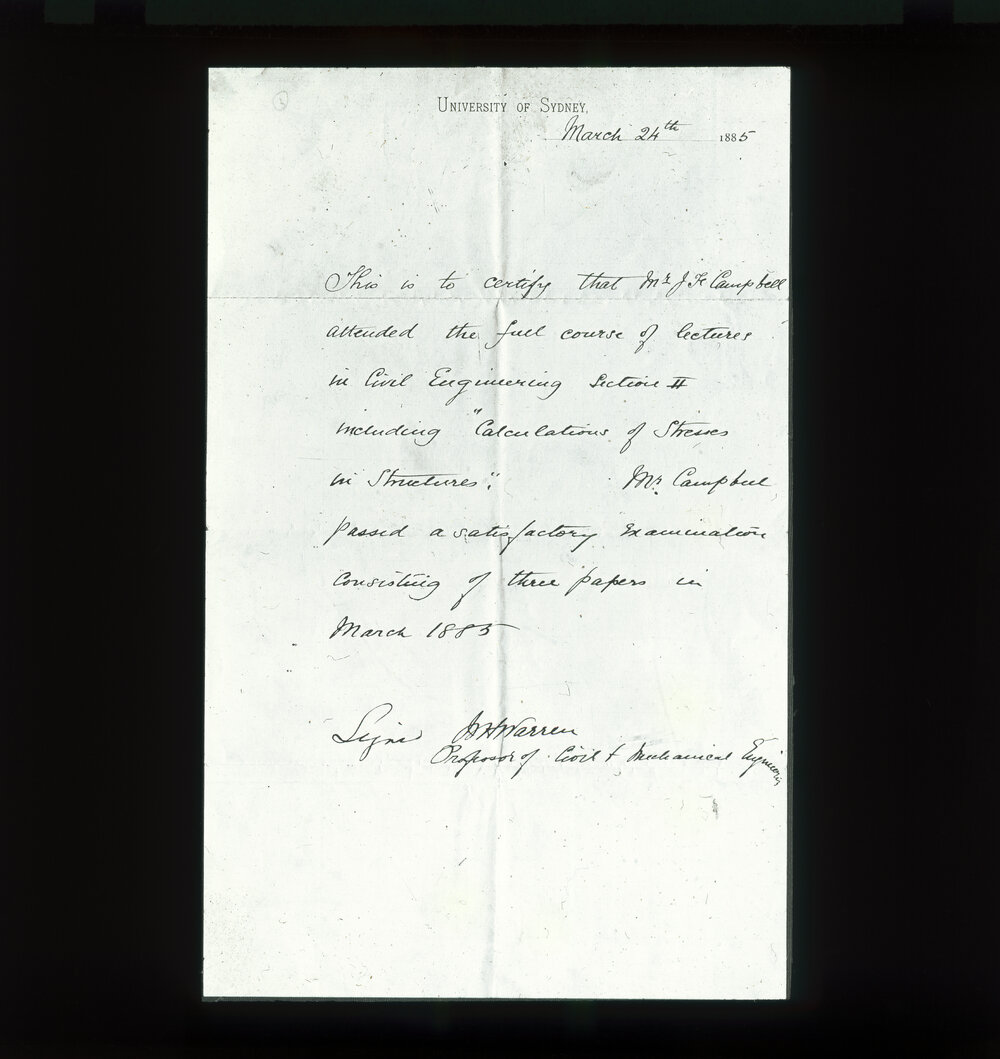 University of Sydney,
March 24th 1885
This is to certify that Mr J F Campbell
attended the full course of lectures
in Civil Engineering Section II
including "Calculations of Stresses
in Structures".  Mr. Campbell
passed a satisfactory examination
consisting of three papers in
March 1885
Signed W H Warren
Professor of Civil & Mechanical Engineering